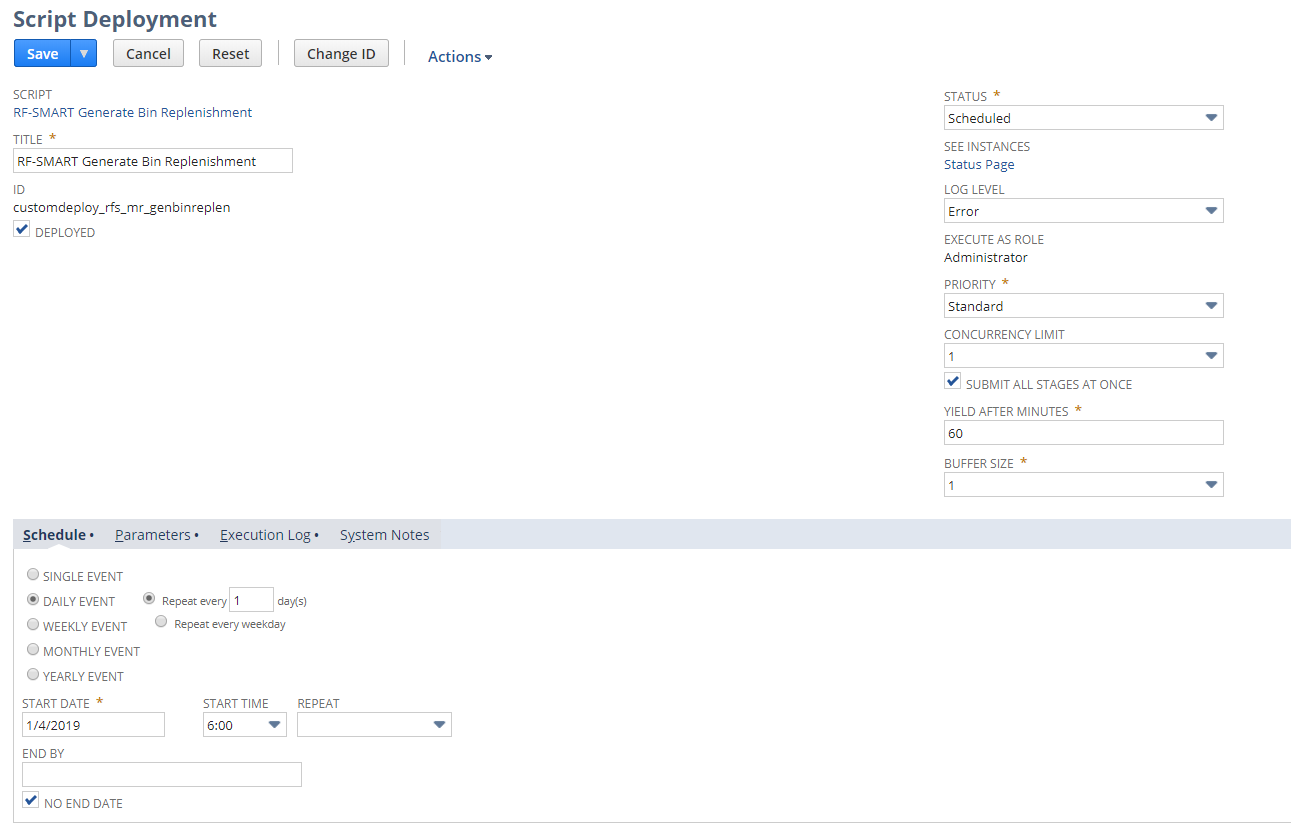 Script Deployment
Save
Cancel
Reset
Change ID
Actions
SCRIPT
RF-SMART Generate Bin Replenishment
TITLE *
RF-SMART Generate Bin Replenishment
ID
customdeploy_rfs_mr_genbinreplen
DEPLOYED
STATUS *
Scheduled
SEE INSTANCES
Status Page
LOG LEVEL
Error
EXECUTE AS ROLE
Administrator
PRIORITY *
Standard
CONCURRENCY LIMIT
1
SUBMIT ALL STAGES AT ONCE
YIELD AFTER MINUTES *
60
BUFFER SIZE *
1
Schedule • Parameters • Execution Log • System Notes
SINGLE EVENT
DAILY EVENT Repeat every 1 day(s)
WEEKLY EVENT Repeat every weekday
MONTHLY EVENT
YEARLY EVENT
START DATE * START TIME REPEAT
1/4/2019 6:00
END BY
NO END DATE